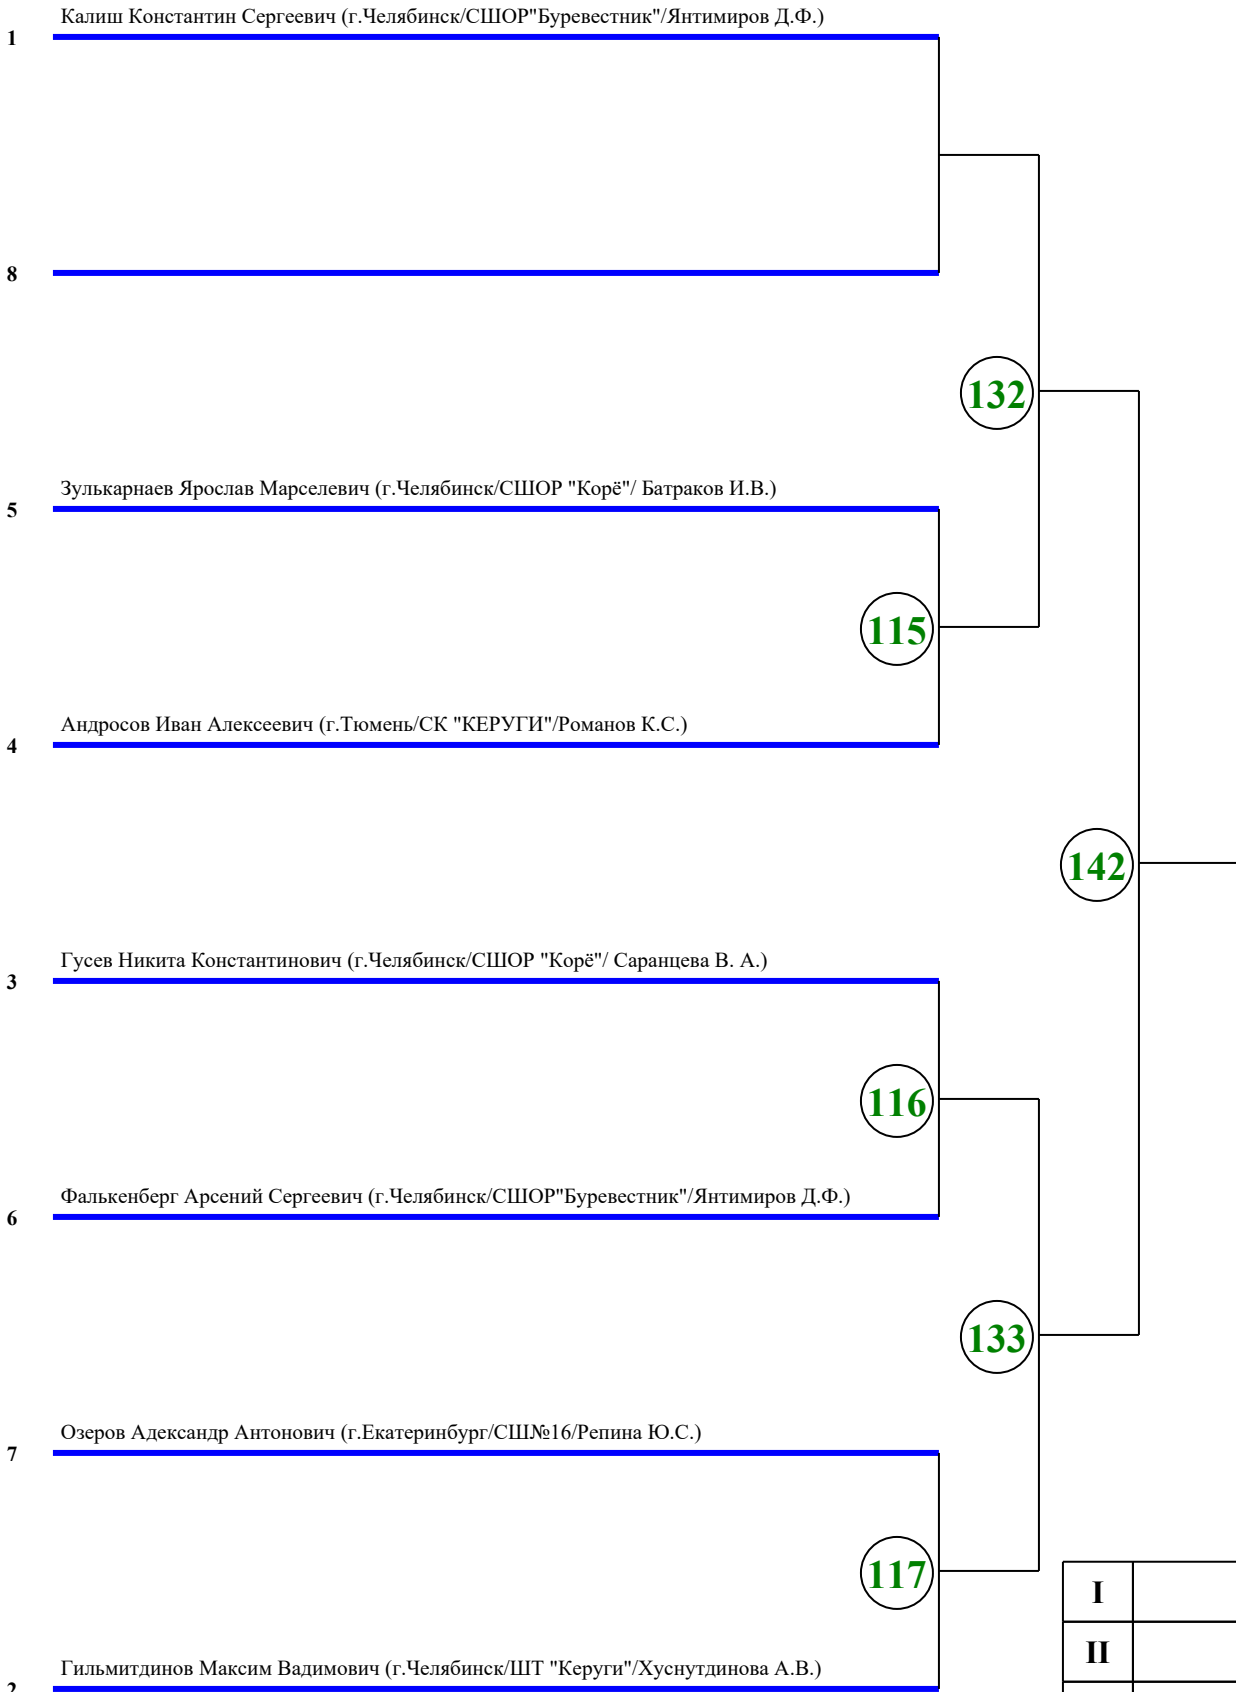 Калиш Константин Сергеевич (г.Челябинск/СШОР"Буревестник"/Янтимиров Д.Ф.)
1
8
132
Зулькарнаев Ярослав Марселевич (г.Челябинск/СШОР "Корё"/ Батраков И.В.)
5
115
Андросов Иван Алексеевич (г.Тюмень/СК "КЕРУГИ"/Романов К.С.)
4
142
Гусев Никита Константинович (г.Челябинск/СШОР "Корё"/ Саранцева В. А.)
3
116
Фалькенберг Арсений Сергеевич (г.Челябинск/СШОР"Буревестник"/Янтимиров Д.Ф.)
6
133
Озеров Адександр Антонович (г.Екатеринбург/СШ№16/Репина Ю.С.)
7
117
I
II
Гильмитдинов Максим Вадимович (г.Челябинск/ШТ "Керуги"/Хуснутдинова А.В.)
2